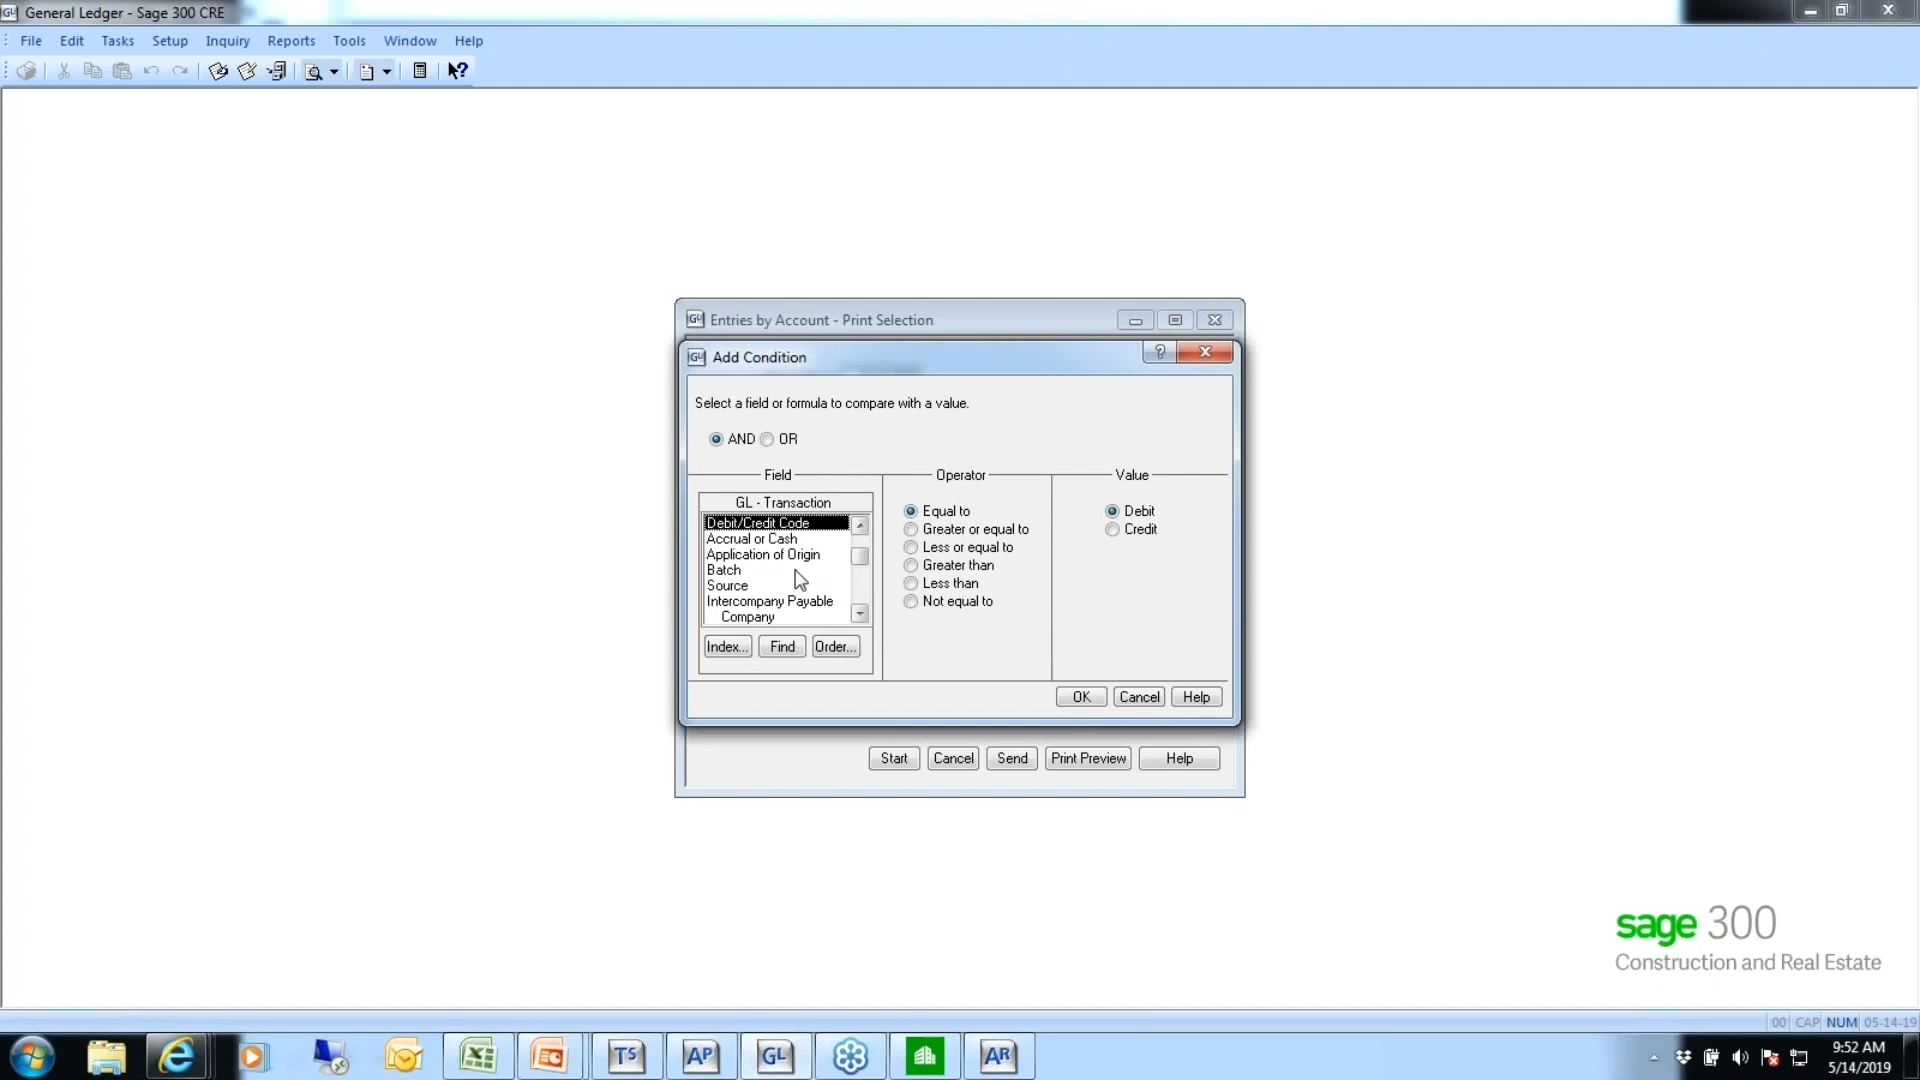 General Ledger - Sage 300 CRE
File Edit Tasks Setup Inquiry Reports Tools Window Help
Entries by Account - Print Selection
Add Condition
Select a field or formula to compare with a value.
AND OR
Field Operator Value
GL - Transaction
Debit/Credit Code
Accrual or Cash
Application of Origin
Batch
Source
Intercompany Payable
Company
Index... Find Order...
Equal to
Greater or equal to
Less or equal to
Greater than
Less than
Not equal to
Debit
Credit
OK Cancel Help
Start Cancel Send Print Preview Help
sage 300
Construction and Real Estate
00 CAP NUM 05-14-19
TS AP GL AR
9:52 AM
5/14/2019